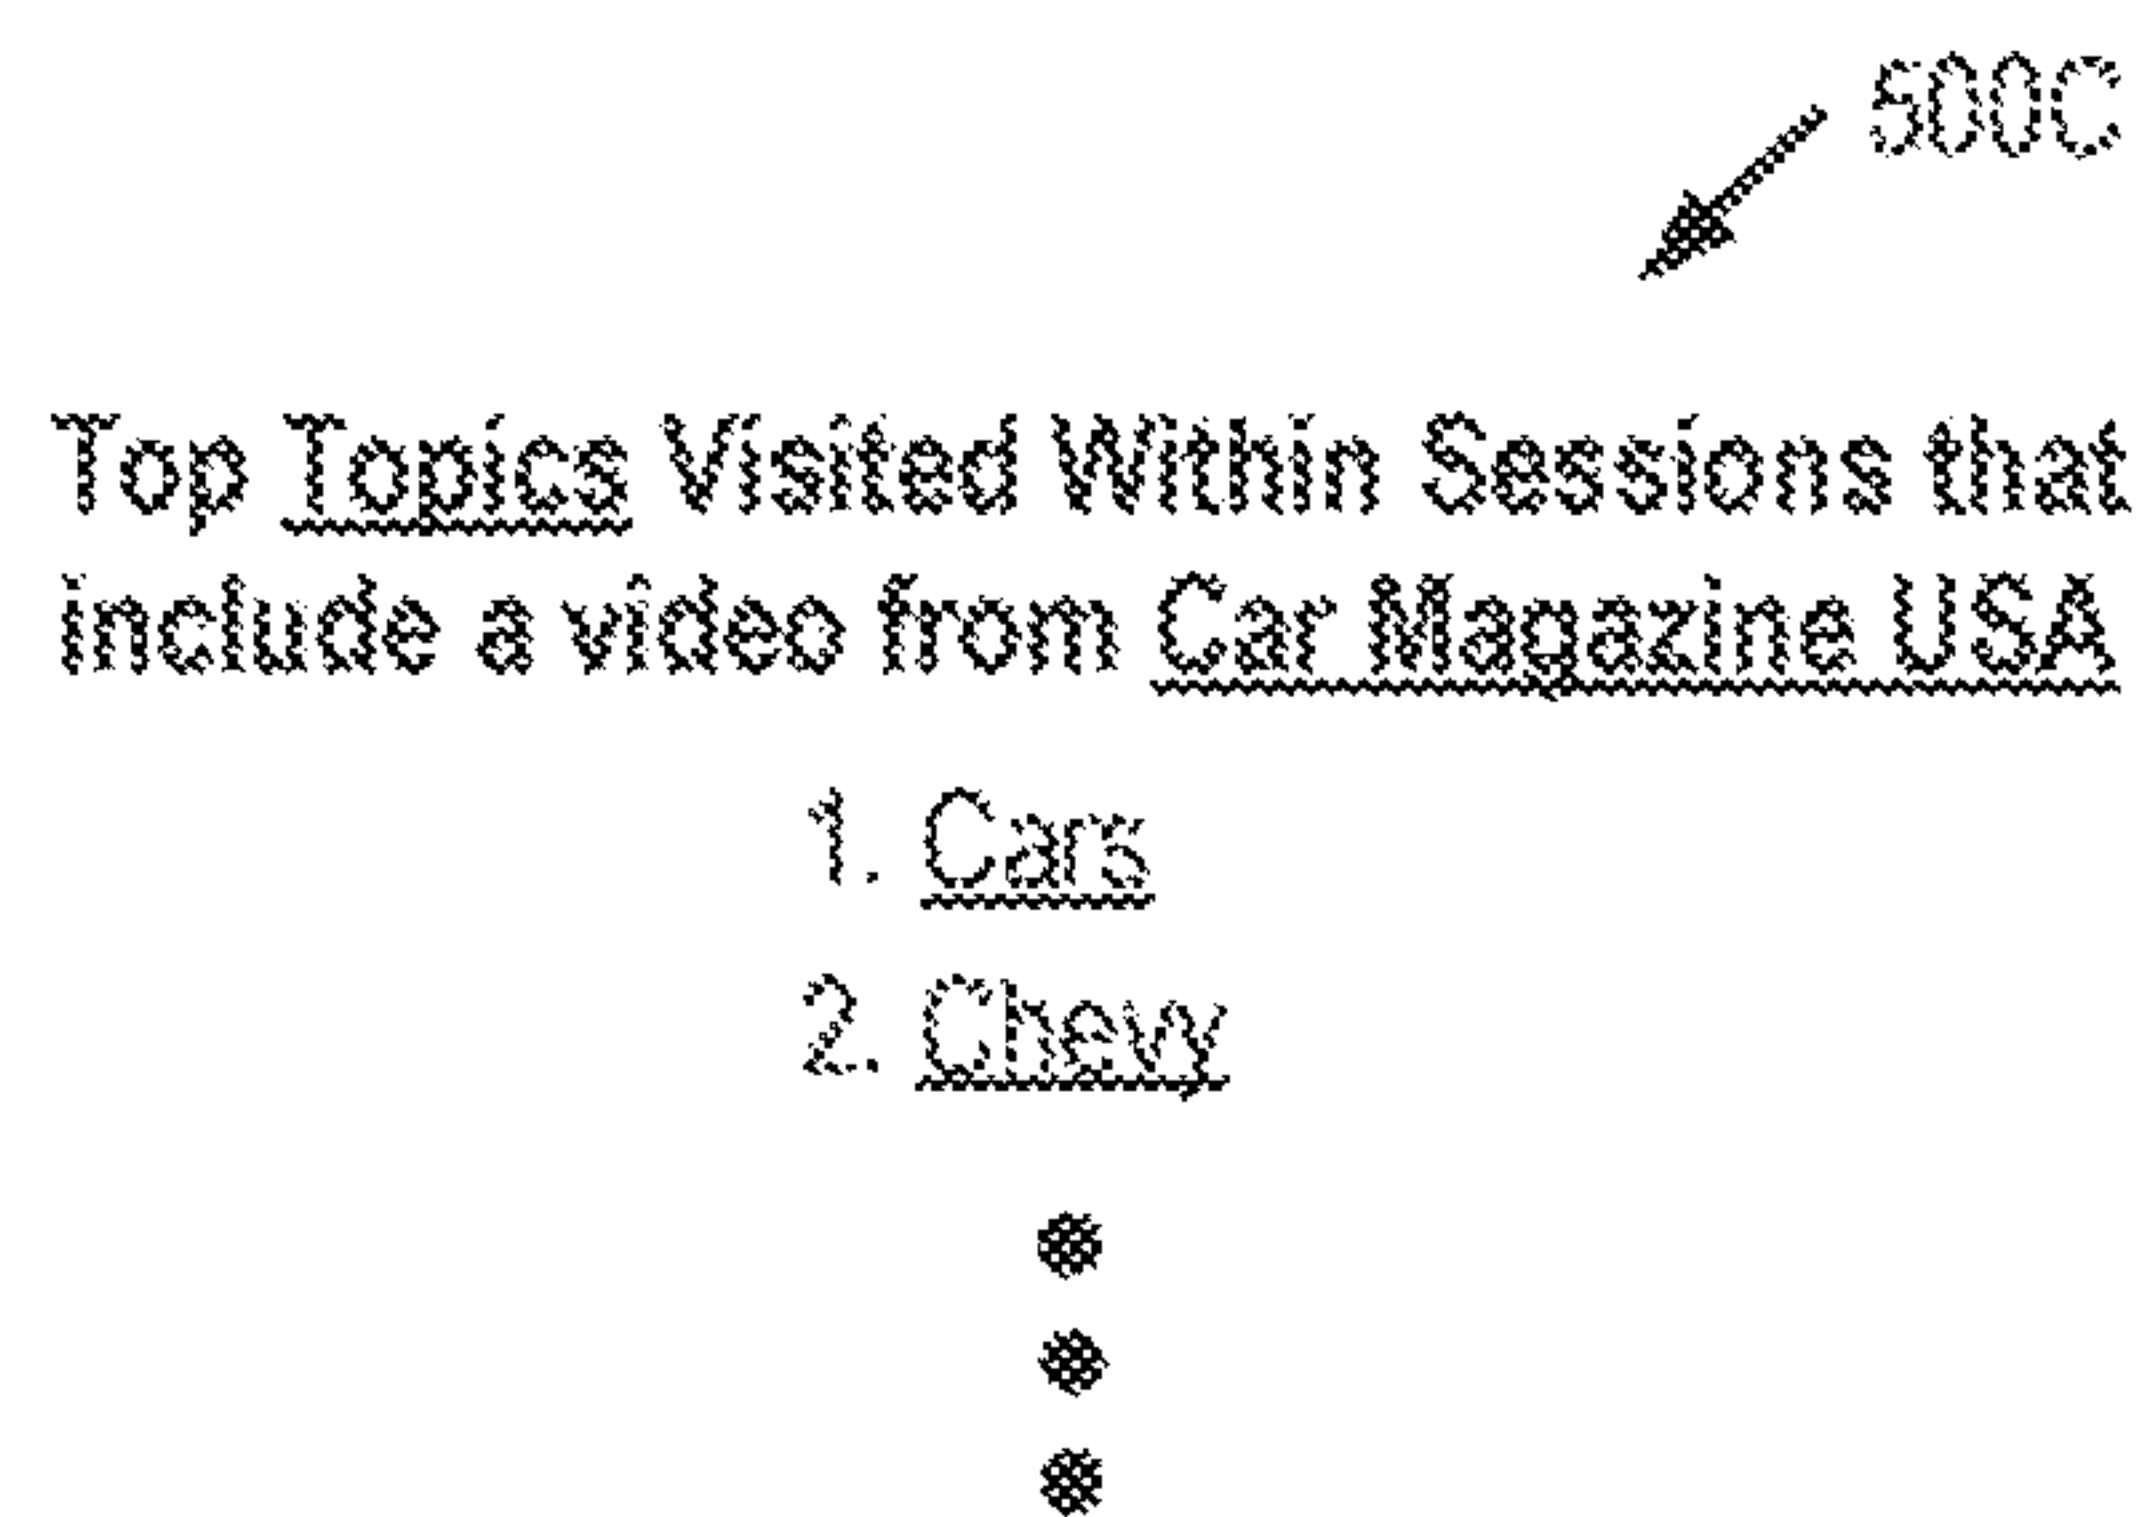 500C
Top Topics Visited Within Sessions that
include a video from Car Magazine USA
1. Cars
2. Chevy